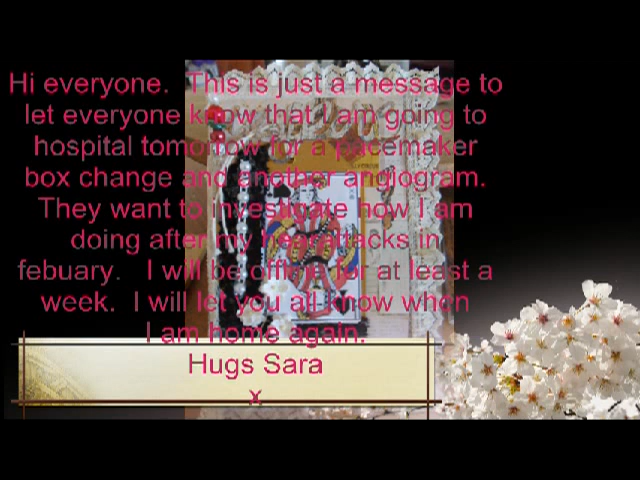 Hi everyone.  This is just a message to
let everyone know that I am going to
hospital tomorrow for a pacemaker
box change and another angiogram.
They want to investigate how I am
doing after my heart attacks in
febuary.   I will be offline for at least a
week.  I will let you all know when
I am home again.
Hugs Sara
x